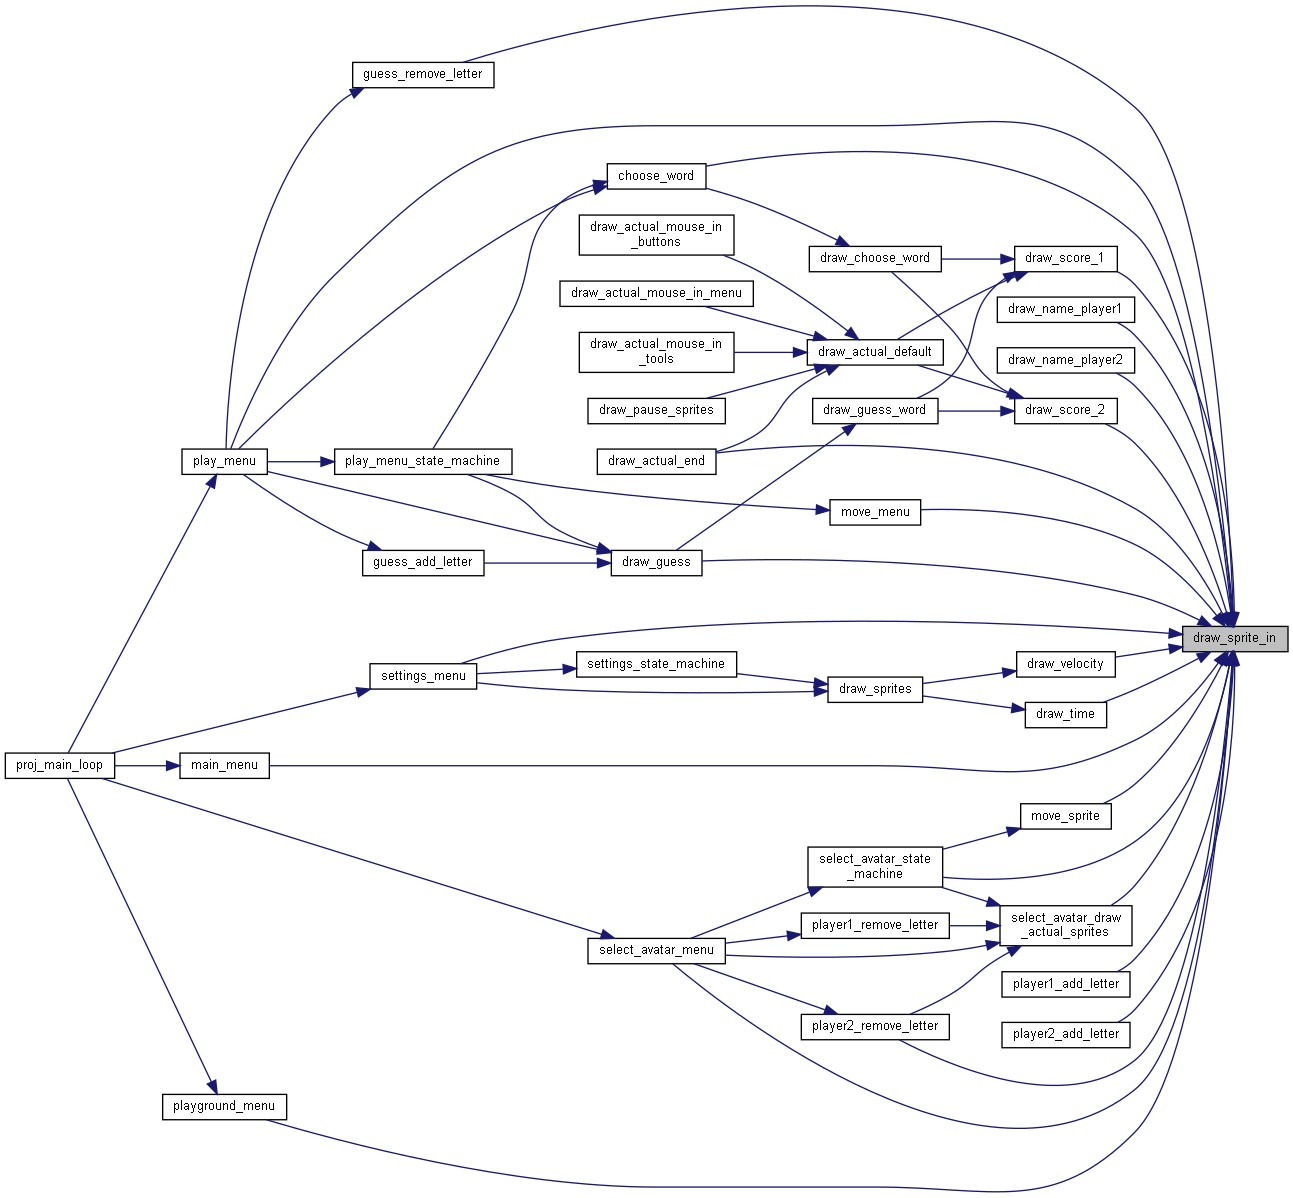 guess_remove_letter
choose_word
draw_actual_mouse_in
_buttons
draw_choose_word
draw_score_1
draw_actual_mouse_in_menu
draw_name_player1
draw_actual_mouse_in
_tools
draw_actual_default
draw_name_player2
draw_pause_sprites
draw_guess_word
draw_score_2
play_menu
play_menu_state_machine
draw_actual_end
move_menu
guess_add_letter
draw_guess
draw_sprite_in
settings_menu
settings_state_machine
draw_velocity
draw_sprites
draw_time
proj_main_loop
main_menu
move_sprite
select_avatar_state
_machine
player1_remove_letter
select_avatar_draw
_actual_sprites
select_avatar_menu
player1_add_letter
player2_remove_letter
player2_add_letter
playground_menu